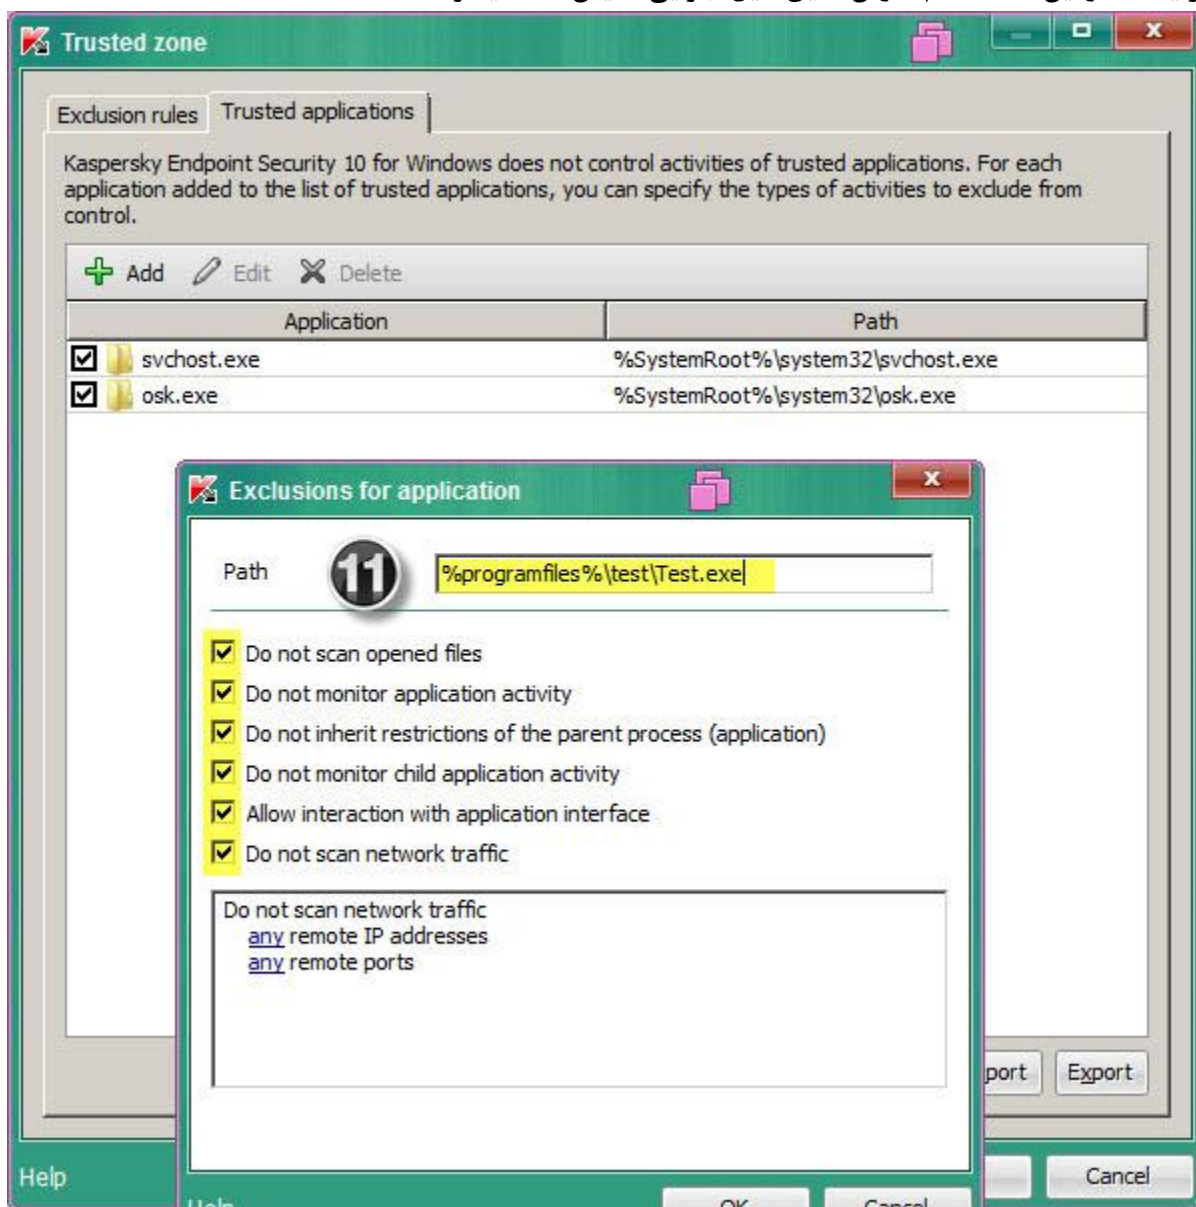 Trusted zone
Exclusion rules Trusted applications
Kaspersky Endpoint Security 10 for Windows does not control activities of trusted applications. For each
application added to the list of trusted applications, you can specify the types of activities to exclude from
control.
Add Edit Delete
Application Path
svchost.exe %SystemRoot%\system32\svchost.exe
osk.exe %SystemRoot%\system32\osk.exe
Exclusions for application
Path 11 %programfiles%\test\Test.exe
Do not scan opened files
Do not monitor application activity
Do not inherit restrictions of the parent process (application)
Do not monitor child application activity
Allow interaction with application interface
Do not scan network traffic
Do not scan network traffic
any remote IP addresses
any remote ports
port Export
Help Cancel
Help OK Cancel